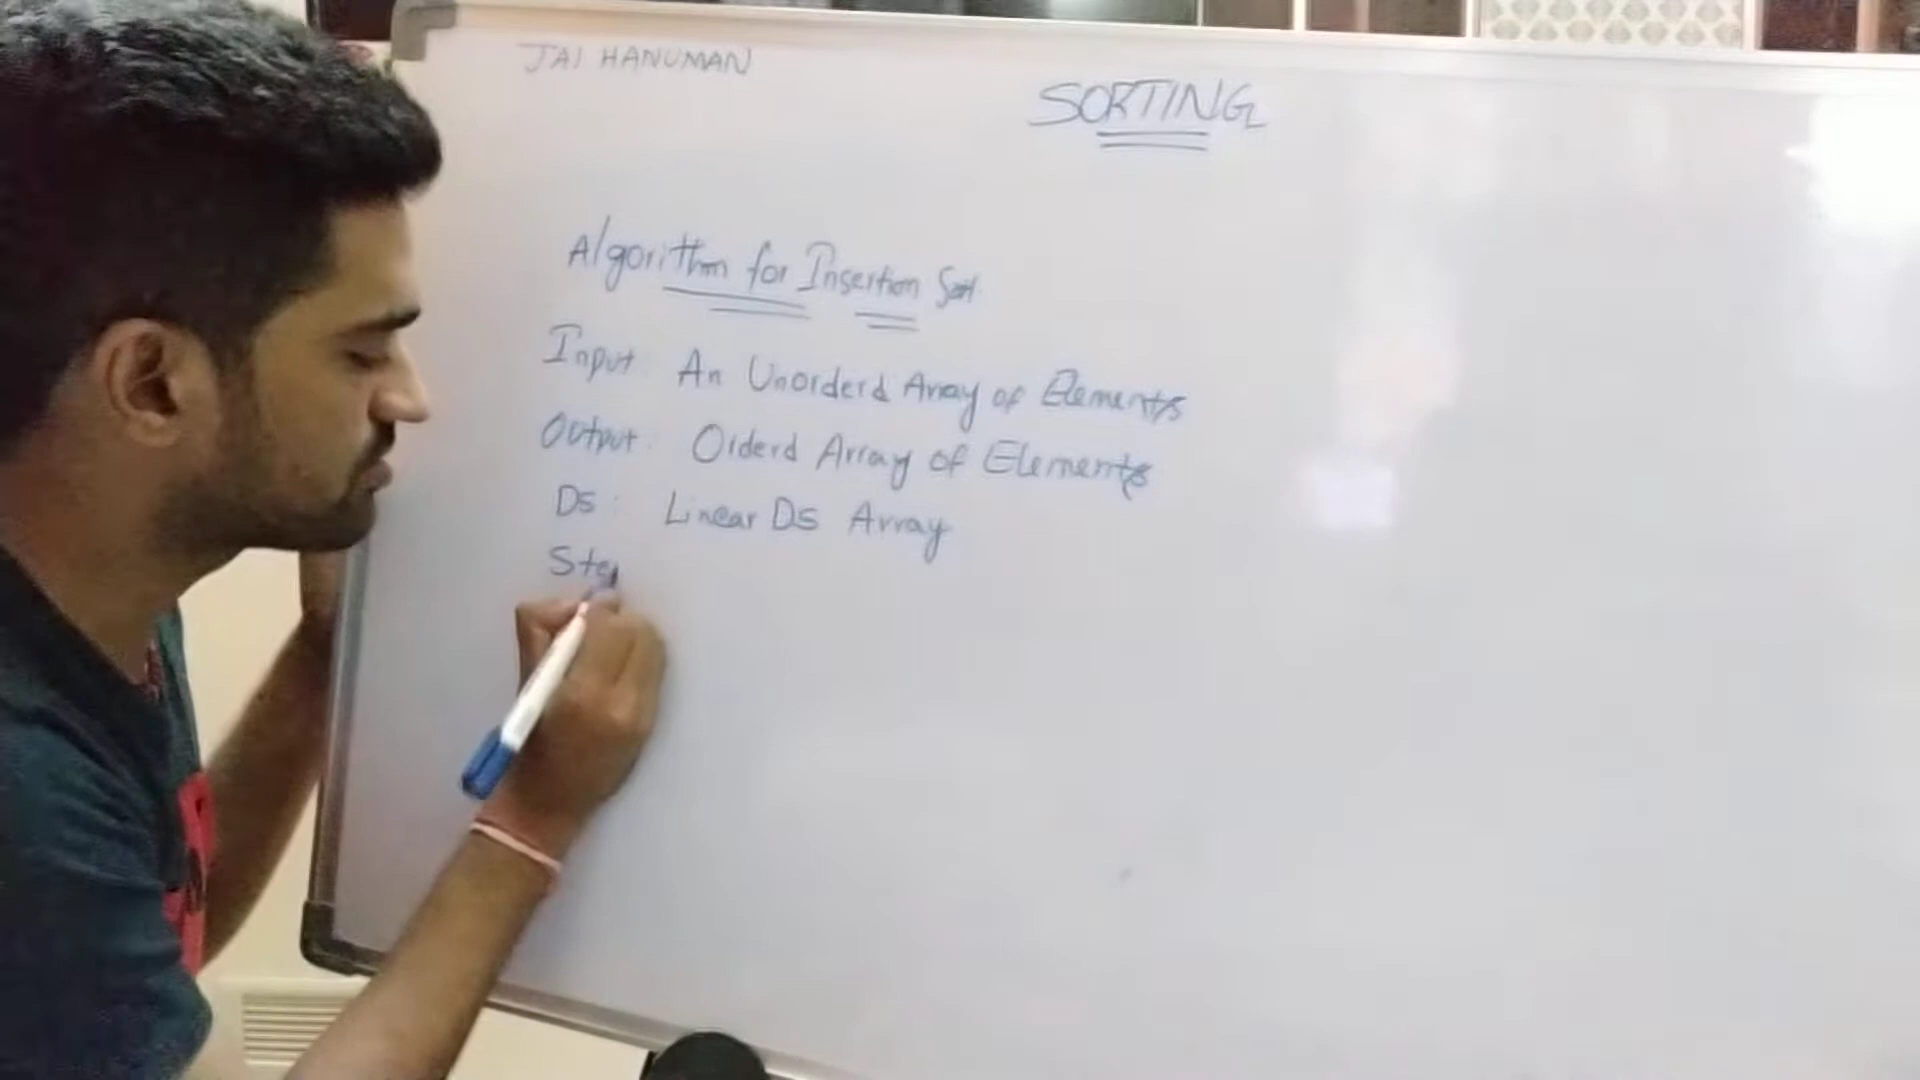 JAI HANUMAN
SORTING
Algorithm for Insertion Sort
Input: An Unorderd Array of Elements
Output: Orderd Array of Elements
Ds: Linear Ds Array
Step